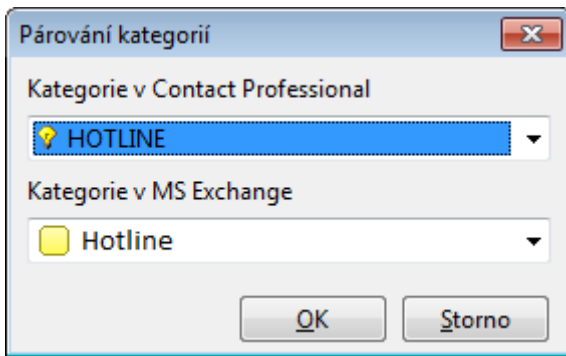 Párování kategorií
Kategorie v Contact Professional
HOTLINE
Kategorie v MS Exchange
Hotline
OK Storno